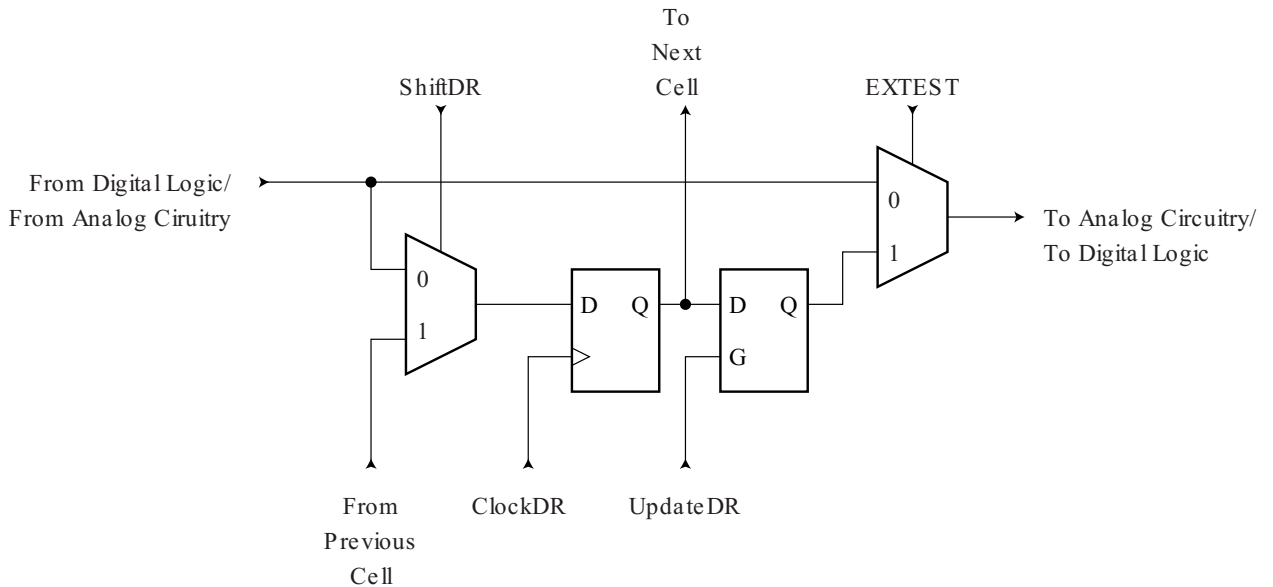 To
Next
Cell
ShiftDR
EXTEST
From Digital Logic/
From Analog Ciruitry
0
To Analog Circuitry/
To Digital Logic
1
0
1
D
Q
D
Q
G
From
Previous
Cell
ClockDR
UpdateDR